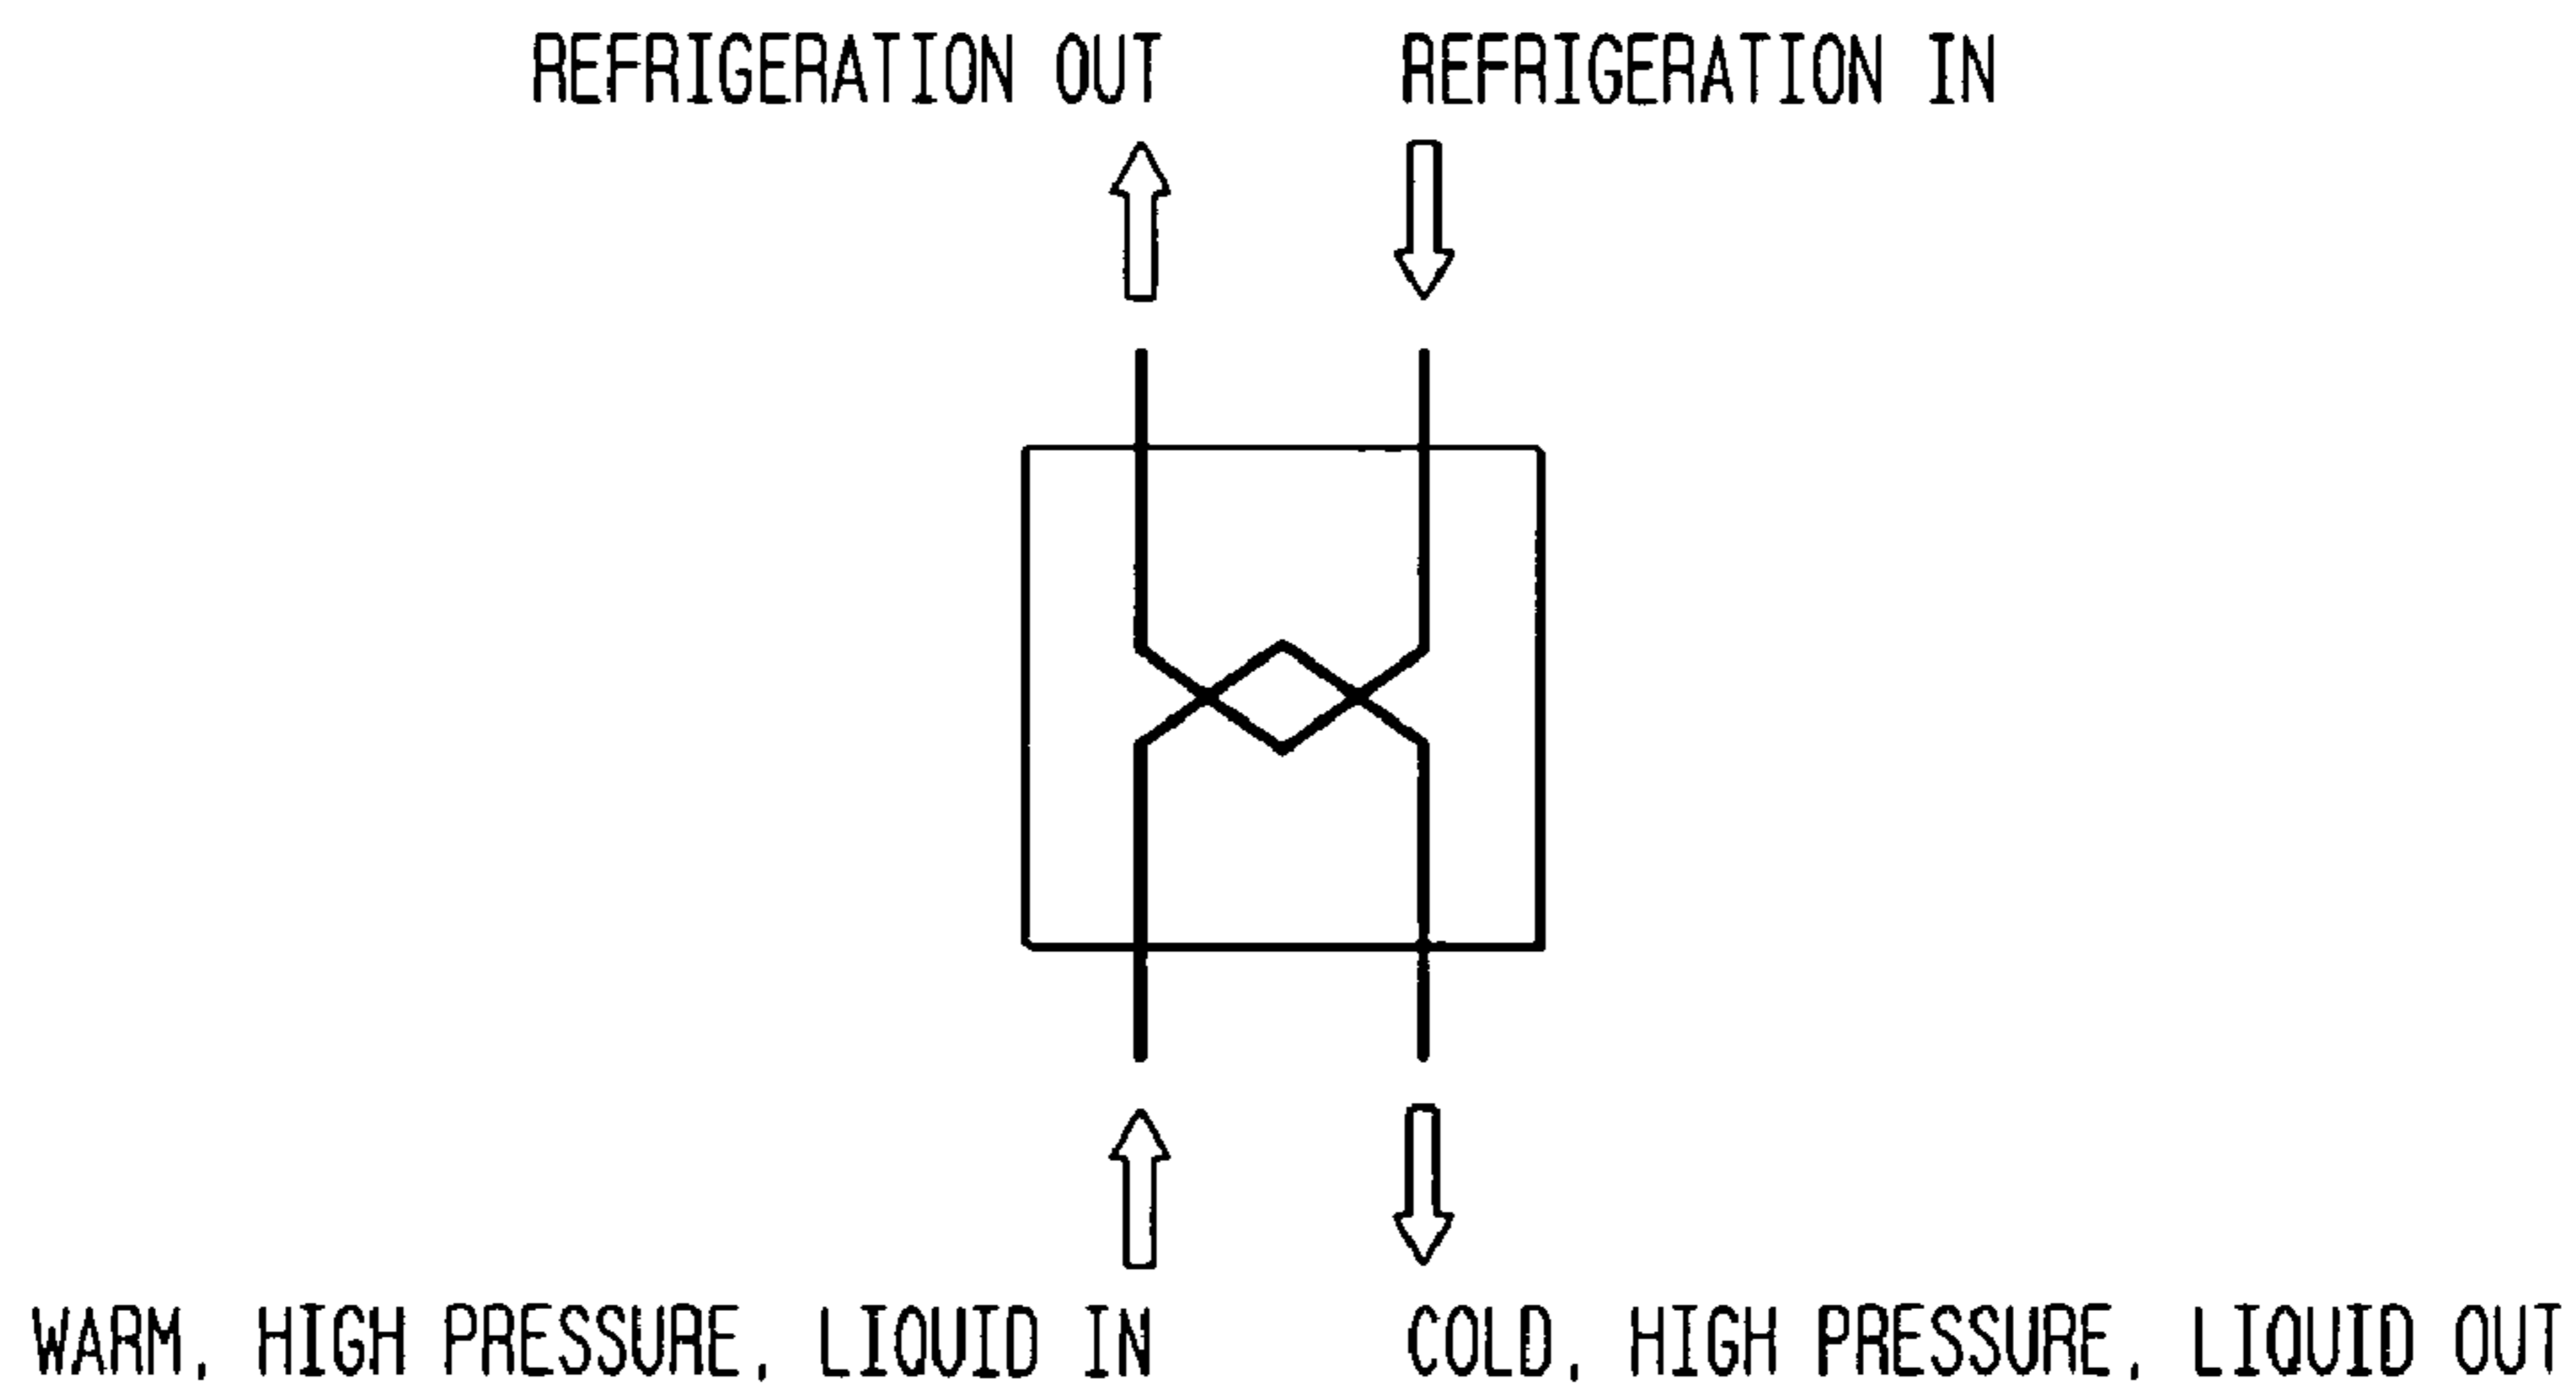 REFRIGERATION OUT
REFRIGERATION IN
WARM, HIGH PRESSURE, LIQUID IN
COLD, HIGH PRESSURE, LIQUID OUT